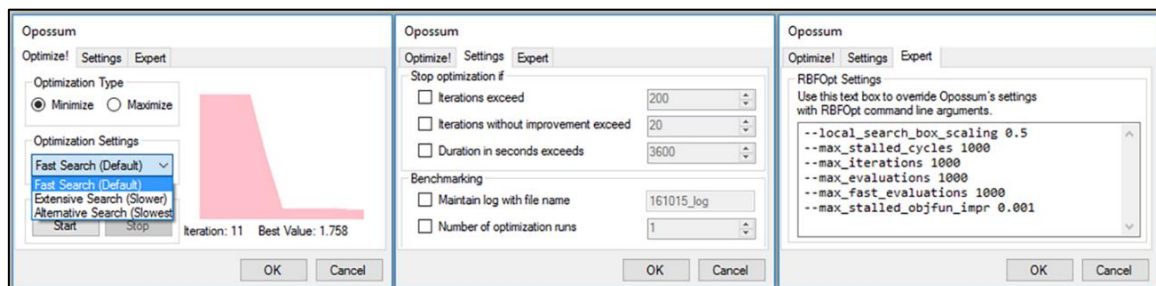 Opossum
Optimize! Settings Expert
Optimization Type
Minimize Maximize
Optimization Settings
Fast Search (Default)
Fast Search (Default)
Extensive Search (Slower)
Alternative Search (Slowest
Start Stop
Iteration: 11 Best Value: 1.758
OK Cancel
Opossum
Optimize! Settings Expert
Stop optimization if
Iterations exceed 200
Iterations without improvement exceed 20
Duration in seconds exceeds 3600
Benchmarking
Maintain log with file name 161015_log
Number of optimization runs 1
OK Cancel
Opossum
Optimize! Settings Expert
RBFOpt Settings
Use this text box to override Opossum's settings
with RBFOpt command line arguments.
--local_search_box_scaling 0.5
--max_stalled_cycles 1000
--max_iterations 1000
--max_evaluations 1000
--max_fast_evaluations 1000
--max_stalled_objfun_impr 0.001
OK Cancel